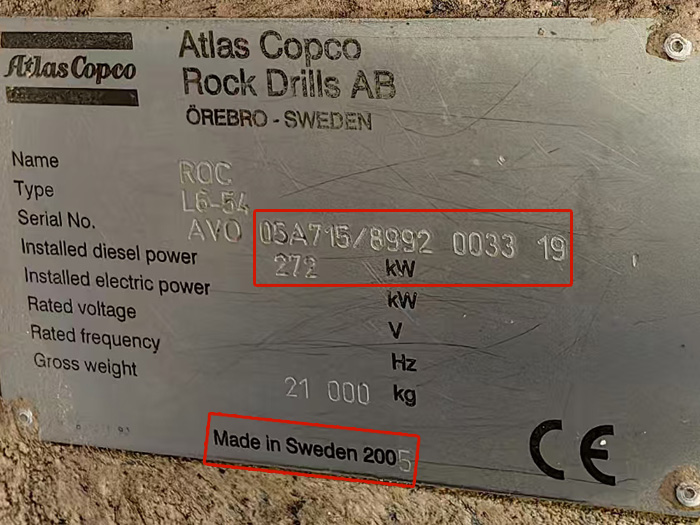 Atlas Copco
Atlas Copco
Rock Drills AB
ÖREBRO - SWEDEN
Name ROC
Type L6-54
Serial No. AVO 05A715/8992 0033 19
Installed diesel power 272 kW
Installed electric power kW
Rated voltage V
Rated frequency Hz
Gross weight 21 000 kg
Made in Sweden 2005
CE